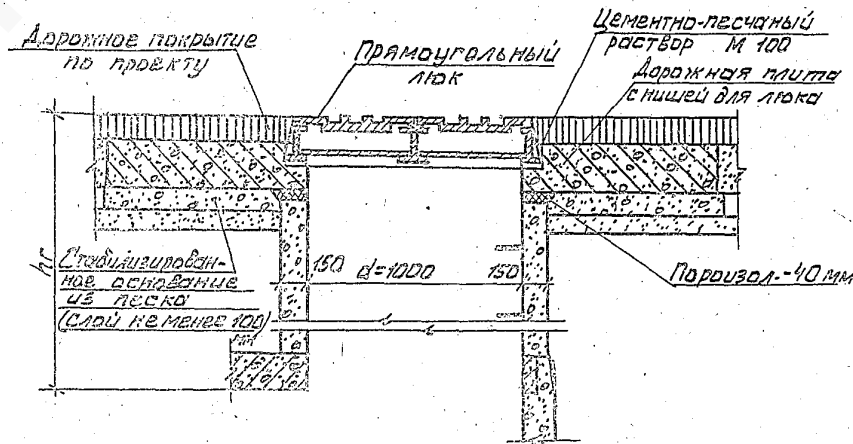 Дорожное покрытие
по проекту
Прямоугольный
люк
Цементно-песчаный
раствор М 100
Дорожная плита
с нишей для люка
hг
Стабилизирован-
ное основание
из песка
(слой не менее 100)
мм
150 d=1000 150
Пороизол-40 мм